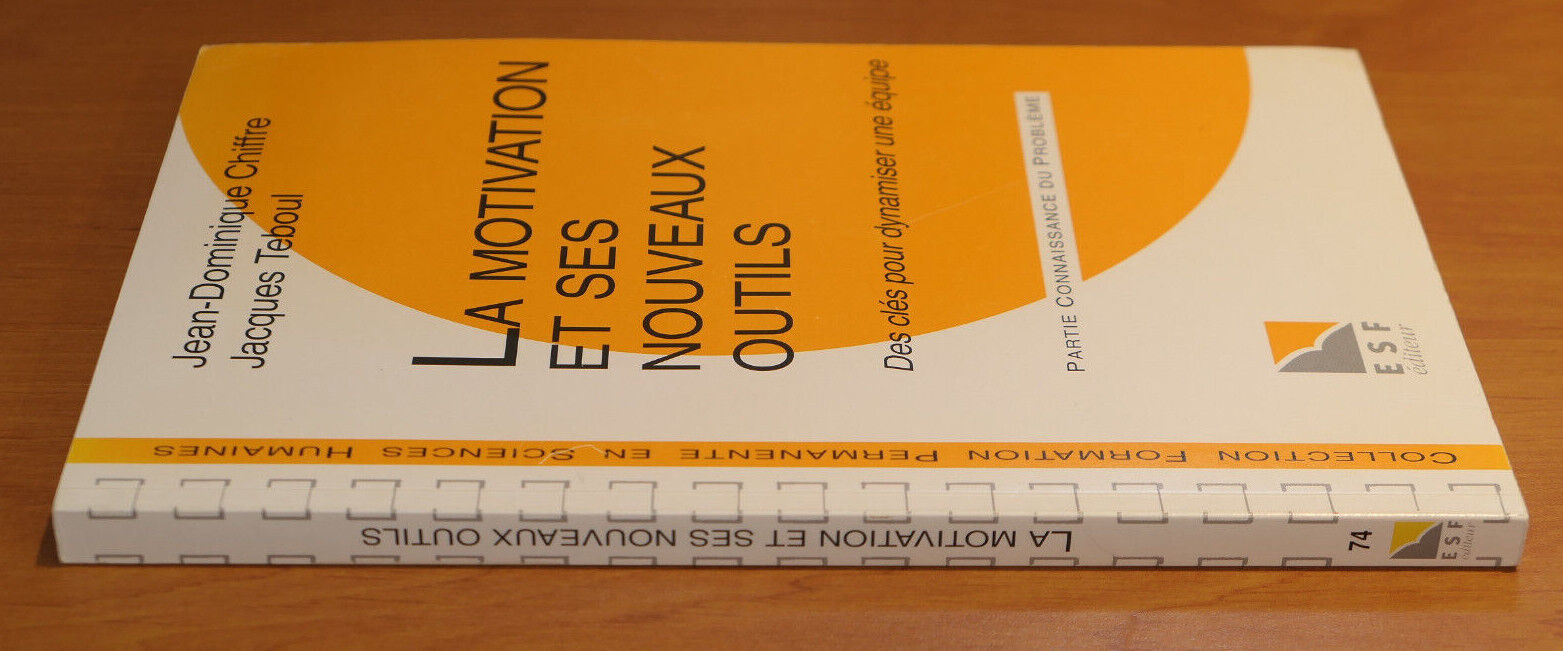 Jean-Dominique Chiffre
Jacques Teboul
LA MOTIVATION
ET SES
NOUVEAUX
OUTILS
Des clés pour dynamiser une équipe
PARTIE CONNAISSANCE DU PROBLÈME
ESF
éditeur
COLLECTION FORMATION PERMANENTE EN SCIENCES HUMAINES
LA MOTIVATION ET SES NOUVEAUX OUTILS
74
ESF
éditeur